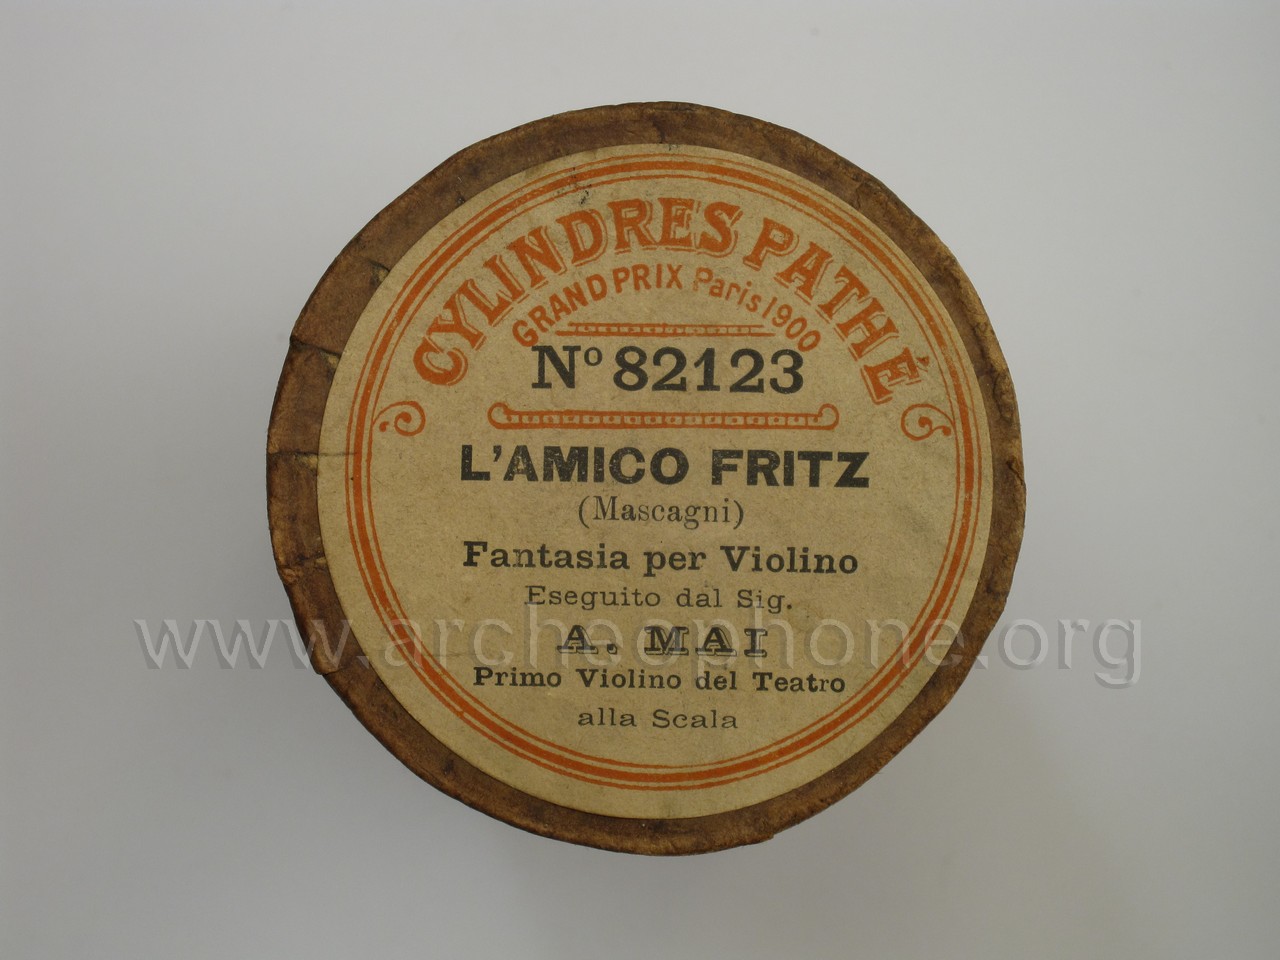 CYLINDRES PATHÉ
GRAND PRIX Paris 1900
Nº 82123
L'AMICO FRITZ
(Mascagni)
Fantasia per Violino
Eseguito dal Sig.
A. MAI
www.archeophone.org
Primo Violino del Teatro
alla Scala